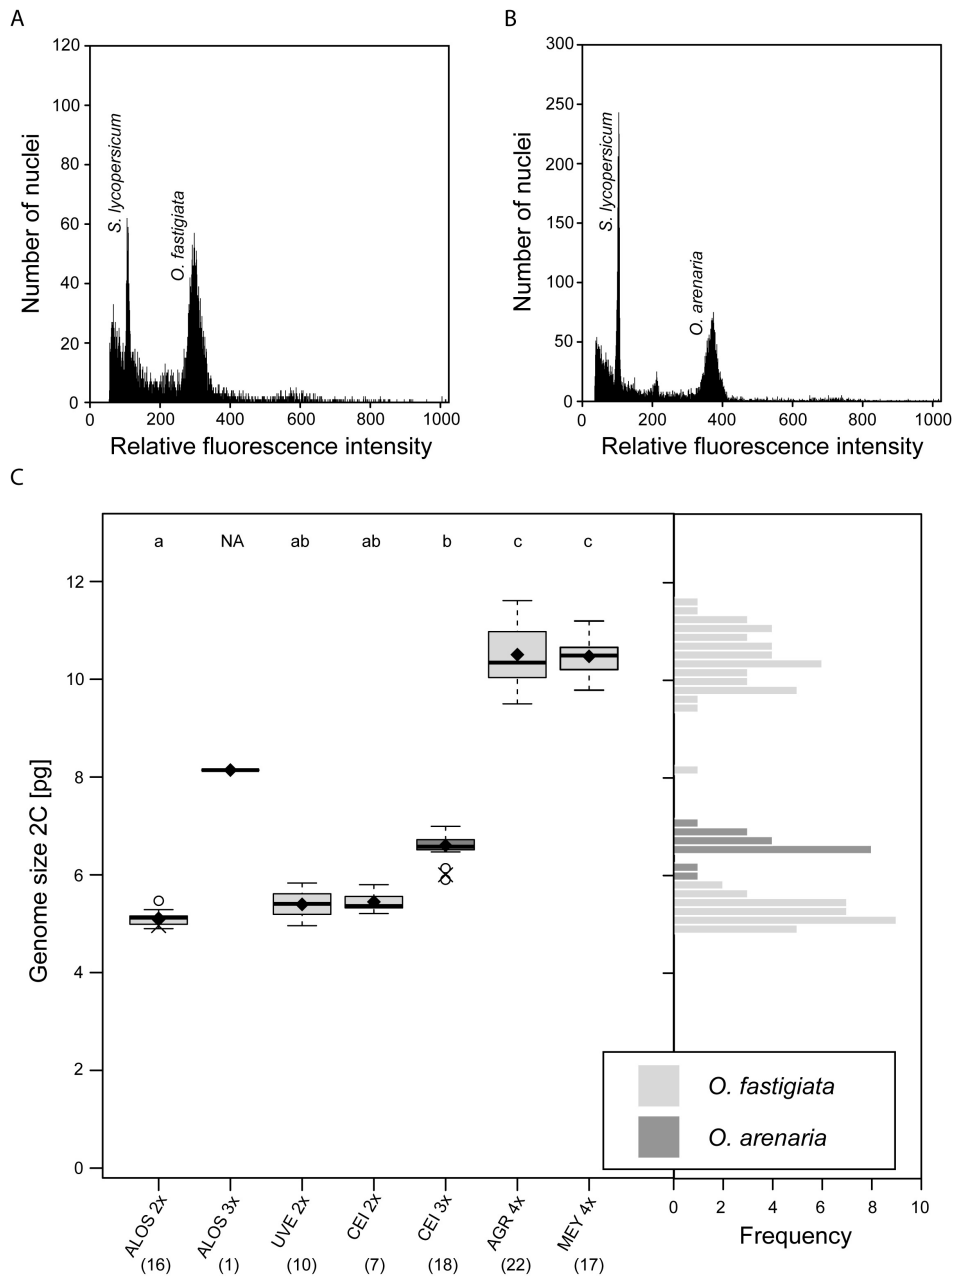 A
B
120
100
80
60
40
20
0
Number of nuclei
S. lycopersicum
O. fastigiata
0 200 400 600 800 1000
Relative fluorescence intensity
300
250
200
150
100
50
0
Number of nuclei
S. lycopersicum
O. arenaria
0 200 400 600 800 1000
Relative fluorescence intensity
C
a NA ab ab b c c
12
10
8
6
4
2
0
Genome size 2C [pg]
O. fastigiata
O. arenaria
ALOS 2x ALOS 3x UVE 2x CEI 2x CEI 3x AGR 4x MEY 4x
(16) (1) (10) (7) (18) (22) (17)
0 2 4 6 8 10
Frequency